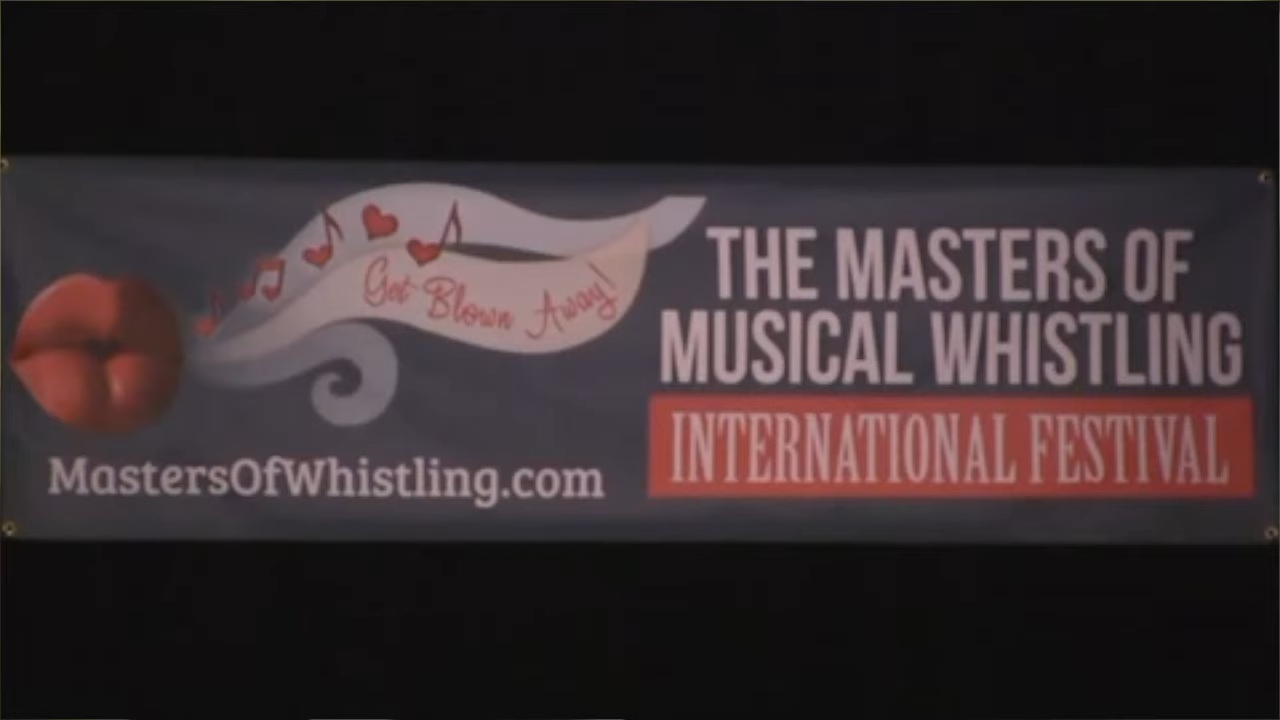 Get Blown Away!
MastersOfWhistling.com
THE MASTERS OF
MUSICAL WHISTLING
INTERNATIONAL FESTIVAL